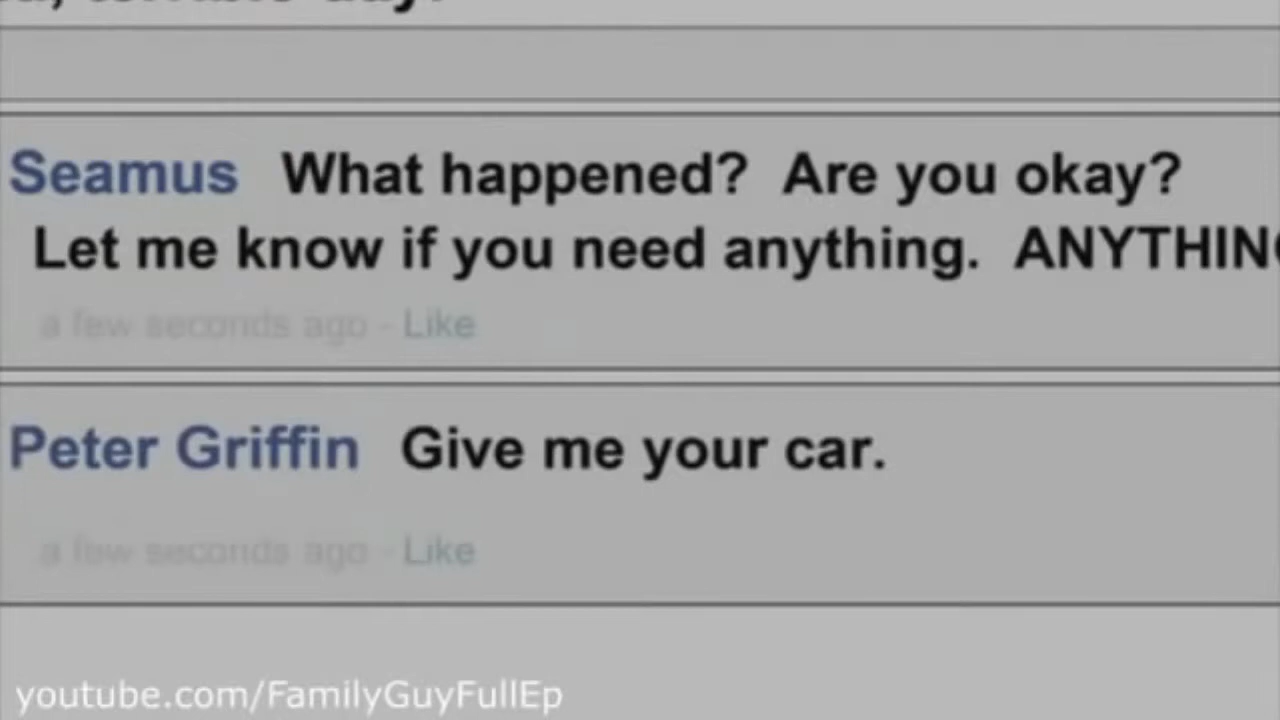 Seamus What happened? Are you okay?
Let me know if you need anything. ANYTHING
a few seconds ago - Like
Peter Griffin Give me your car.
a few seconds ago - Like
youtube.com/FamilyGuyFullEp